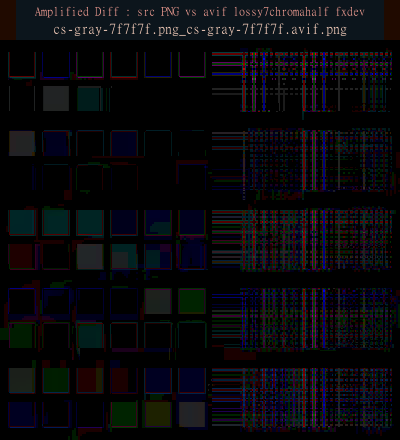 Amplified Diff : src PNG vs avif lossy7chromahalf fxdev
cs-gray-7f7f7f.png_cs-gray-7f7f7f.avif.png